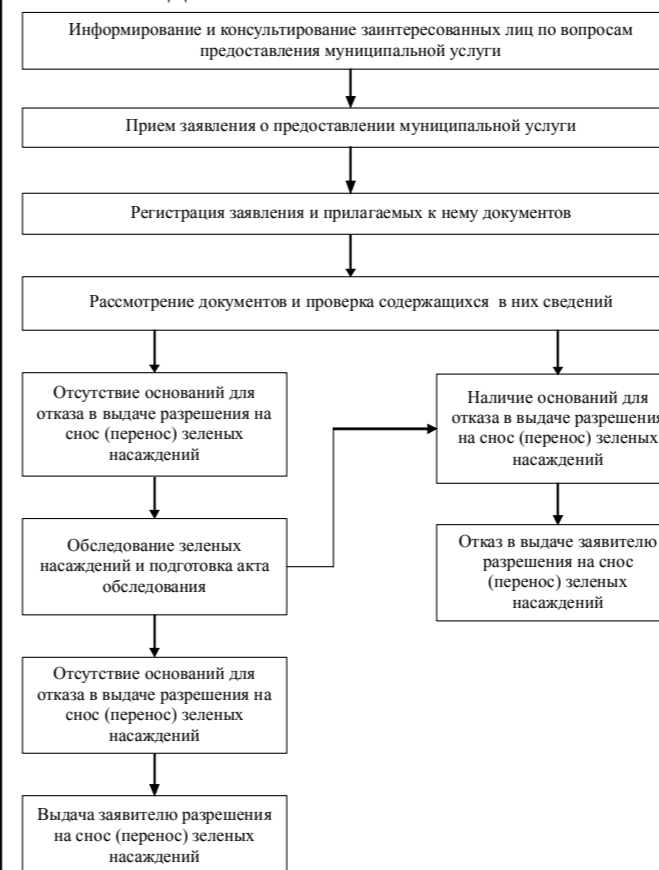 Информирование и консультирование заинтересованных лиц по вопросам
предоставления муниципальной услуги
Прием заявления о предоставлении муниципальной услуги
Регистрация заявления и прилагаемых к нему документов
Рассмотрение документов и проверка содержащихся в них сведений
Отсутствие оснований для
отказа в выдаче разрешения на
снос (перенос) зеленых
насаждений
Наличие оснований для
отказа в выдаче разрешения
на снос (перенос) зеленых
насаждений
Обследование зеленых
насаждений и подготовка акта
обследования
Отказ в выдаче заявителю
разрешения на снос
(перенос) зеленых
насаждений
Отсутствие оснований для
отказа в выдаче разрешения на
снос (перенос) зеленых
насаждений
Выдача заявителю разрешения
на снос (перенос) зеленых
насаждений